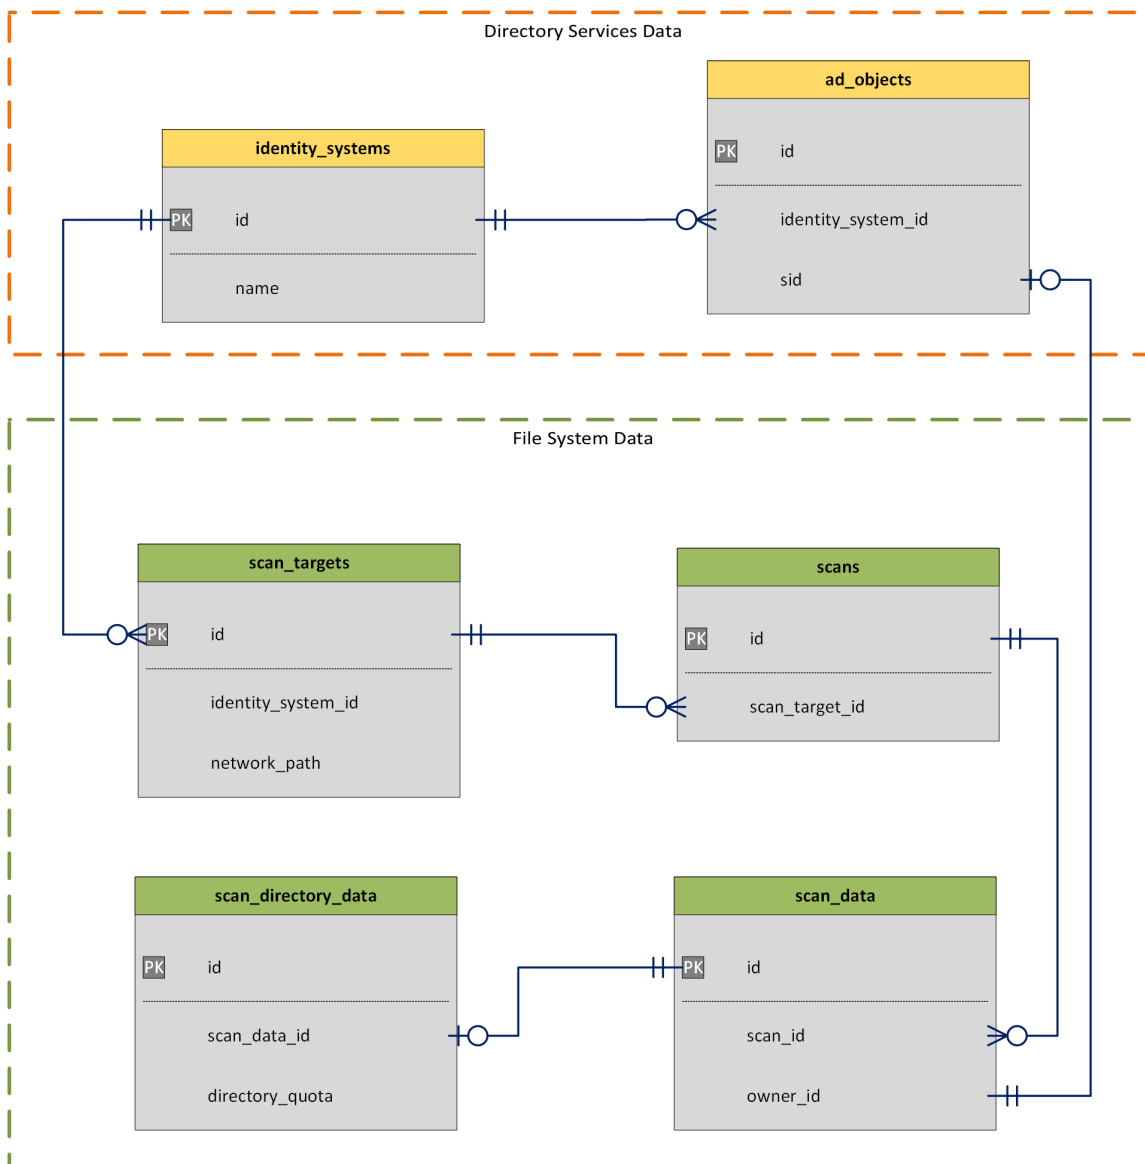 Directory Services Data
ad_objects
PK id
identity_system_id
sid
identity_systems
PK id
name
File System Data
scan_targets
PK id
identity_system_id
network_path
scans
PK id
scan_target_id
scan_directory_data
PK id
scan_data_id
directory_quota
scan_data
PK id
scan_id
owner_id